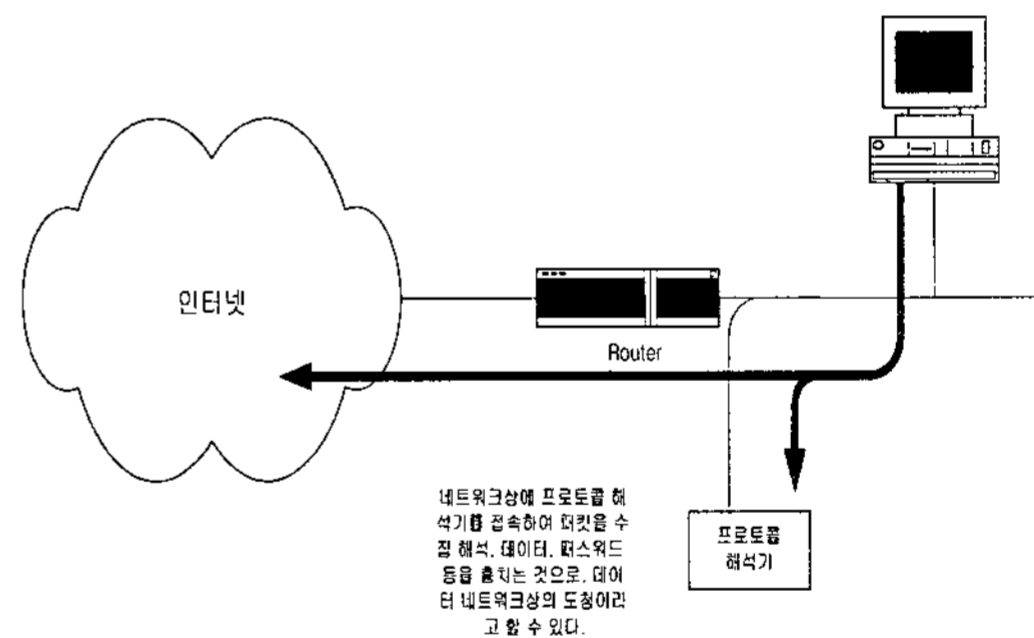 인터넷
Router
네트워크상에 프로토콜 해
석기를 접속하여 패킷을 수
집 해석, 데이터, 패스워드
등을 훔치는 것으로, 데이
터 네트워크상의 도청이라
고 할 수 있다.
프로토콜
해석기